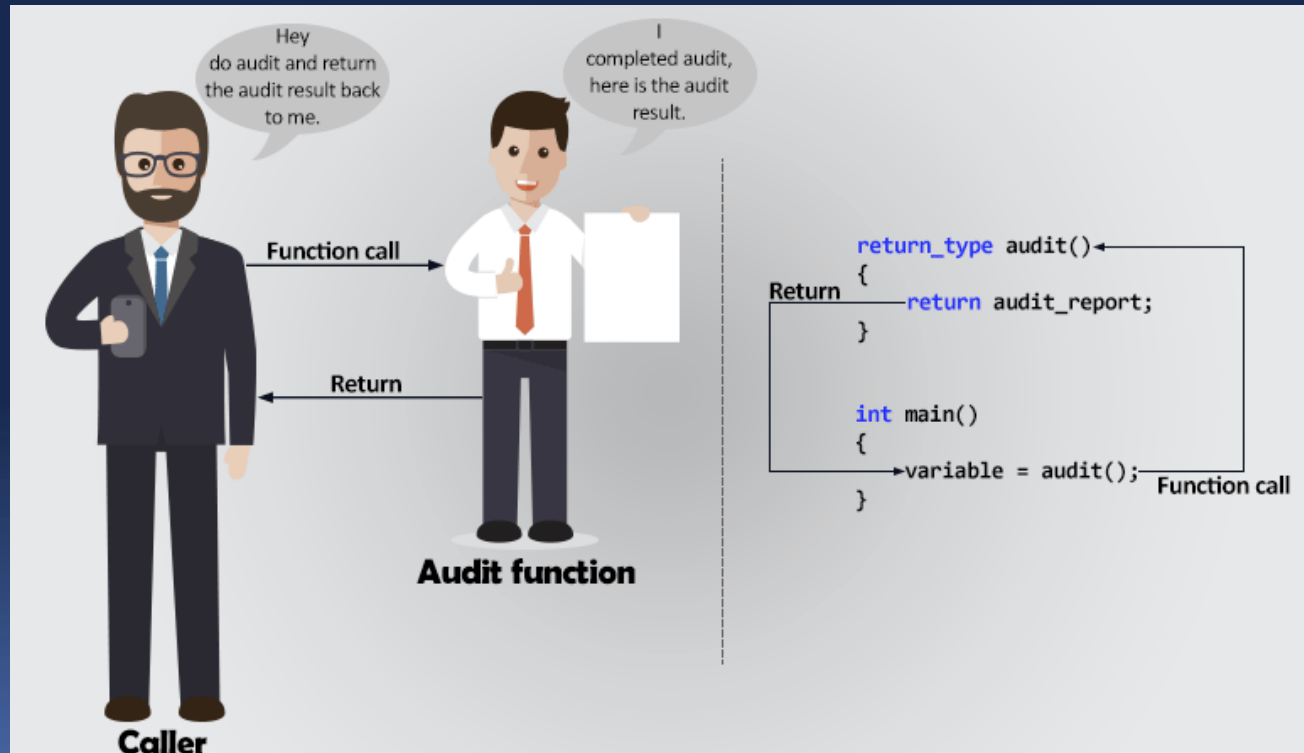 Hey
do audit and return
the audit result back
to me.
I
completed audit,
here is the audit
result.
Function call
Return
Audit function
Caller
return_type audit()
{
Return
return audit_report;
}
int main()
{
variable = audit();
Function call
}